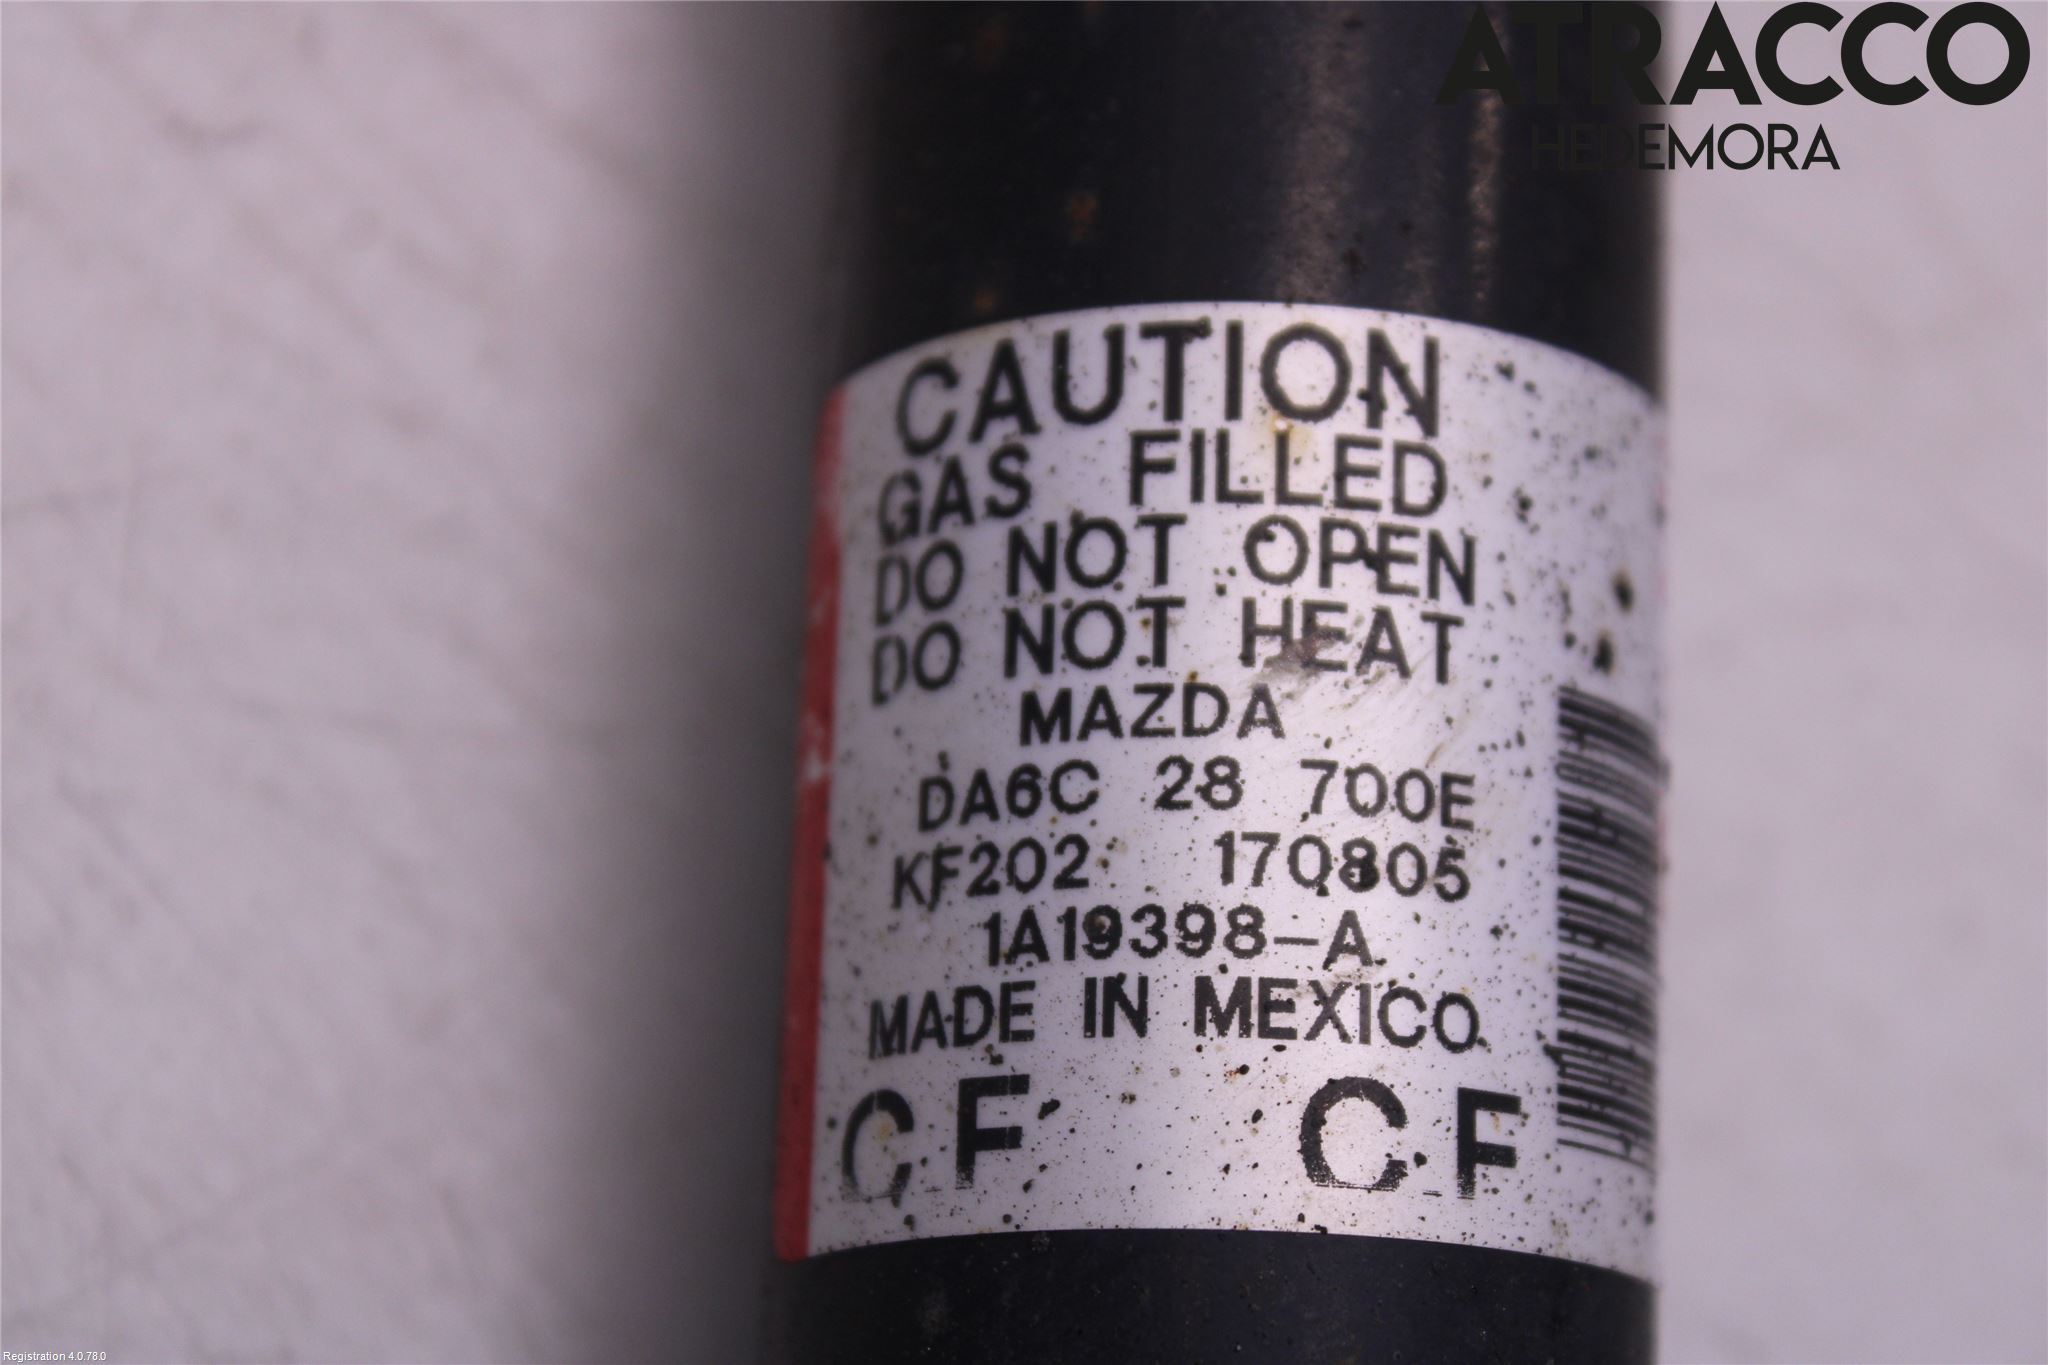 ATRACCO
HEDEMORA
CAUTION
GAS FILLED
DO NOT OPEN
DO NOT HEAT
MAZDA
DA6C 28 700E
KF202 170805
1A19398-A
MADE IN MEXICO
CF CF
Registration 4.0.78.0